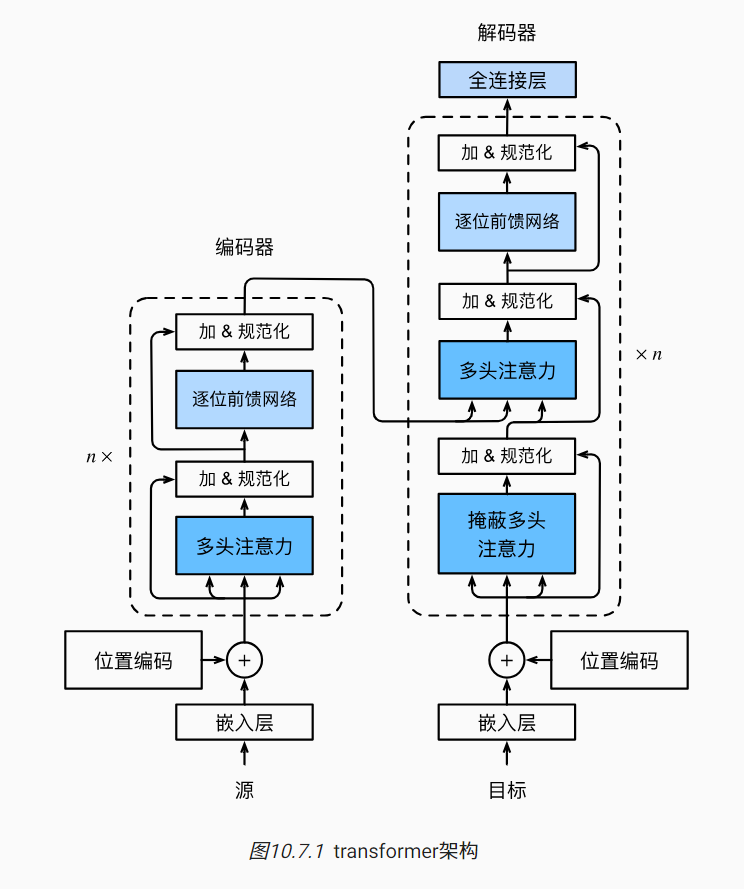 解码器
全连接层
加 & 规范化
逐位前馈网络
加 & 规范化
多头注意力
× n
加 & 规范化
掩蔽多头
注意力
位置编码
嵌入层
目标
编码器
加 & 规范化
逐位前馈网络
n ×
加 & 规范化
多头注意力
位置编码
嵌入层
源
图10.7.1 transformer架构